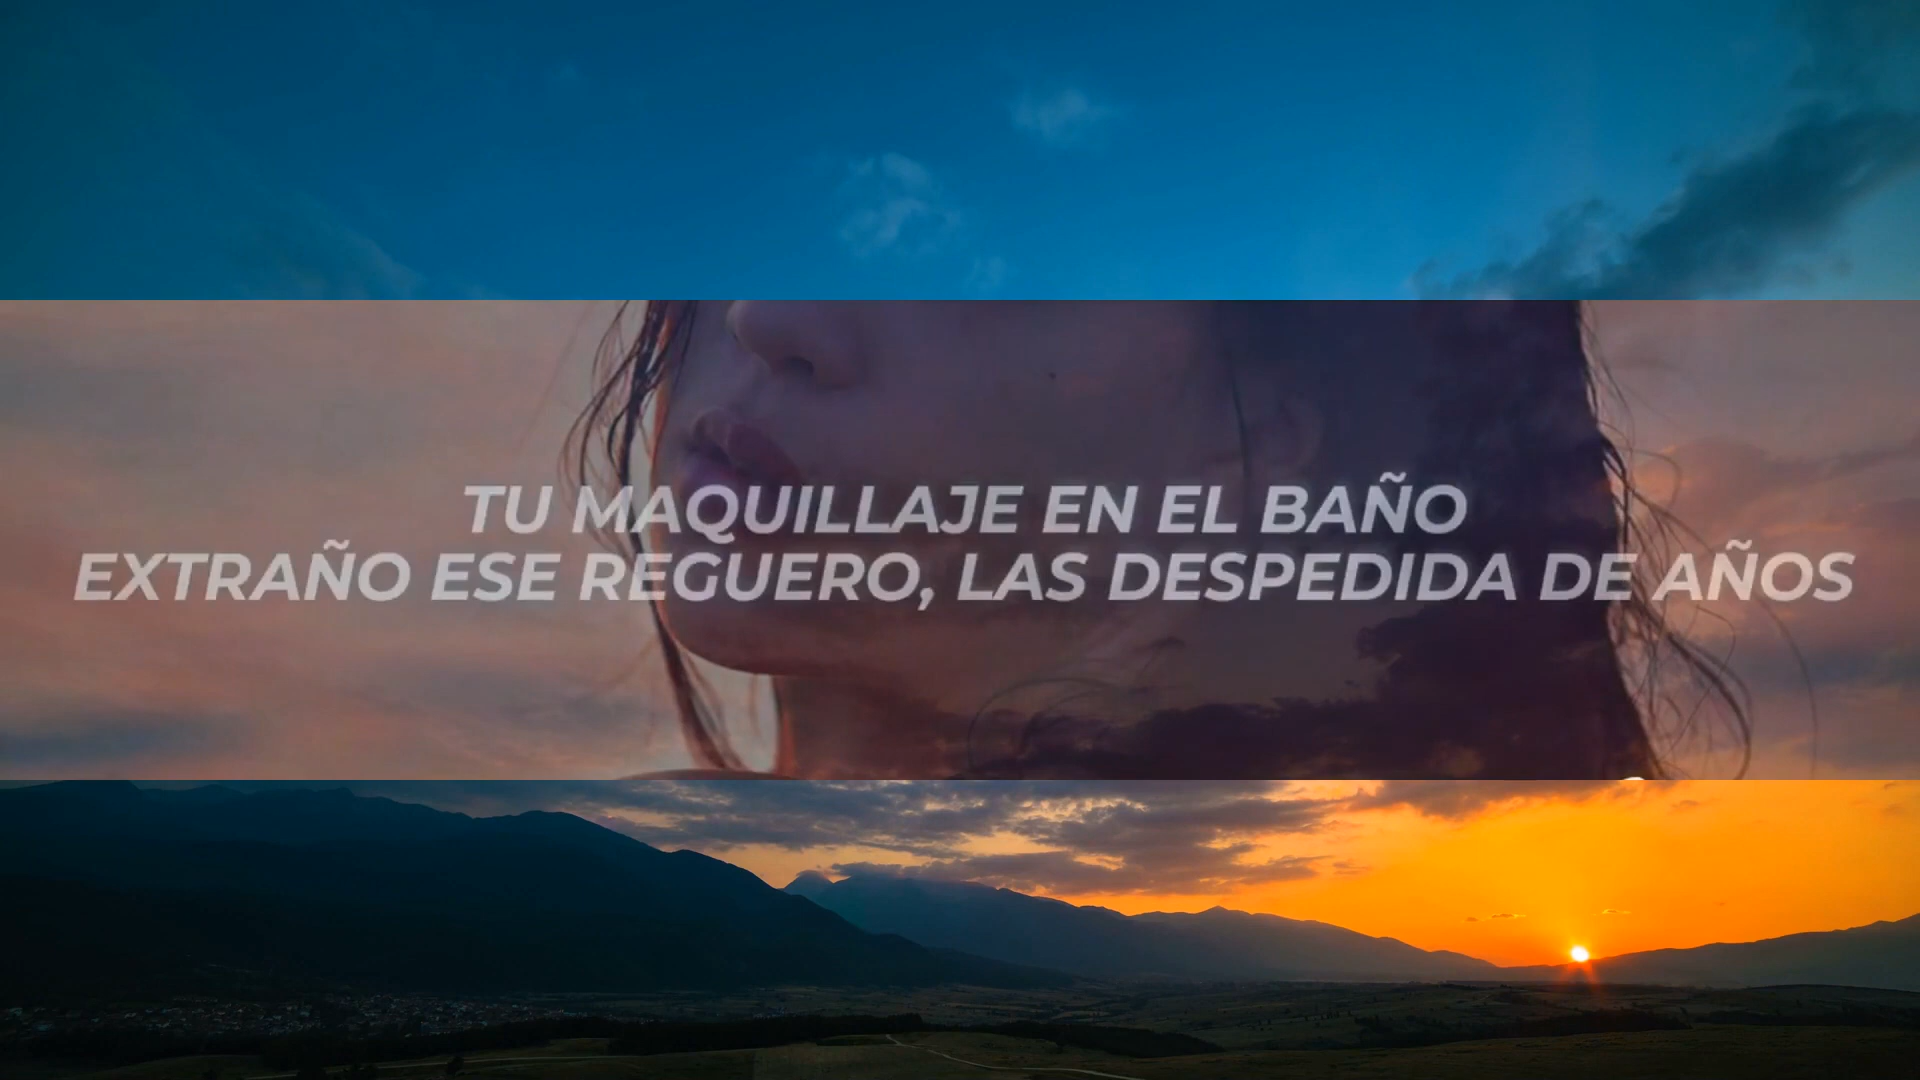 TU MAQUILLAJE EN EL BAÑO
EXTRAÑO ESE REGUERO, LAS DESPEDIDA DE AÑOS